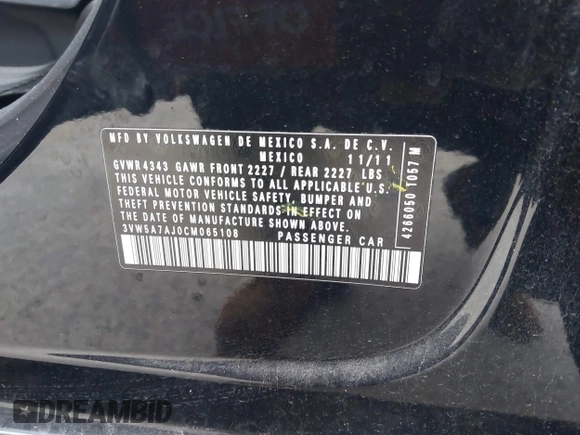 OFFICE
MFD BY VOLKSWAGEN DE MEXICO S.A. DE C.V.
MEXICO 11/11
GVWR 4343 GAWR FRONT 2227 / REAR 2227 LBS
THIS VEHICLE CONFORMS TO ALL APPLICABLE U.S.
FEDERAL MOTOR VEHICLE SAFETY, BUMPER AND
THEFT PREVENTION STANDARDS IN EFFECT ON
THE DATE OF MANUFACTURE SHOWN ABOVE.
3VW5A7AJ0CM065108 PASSENGER CAR
4266050 1057 M
DREAMBID